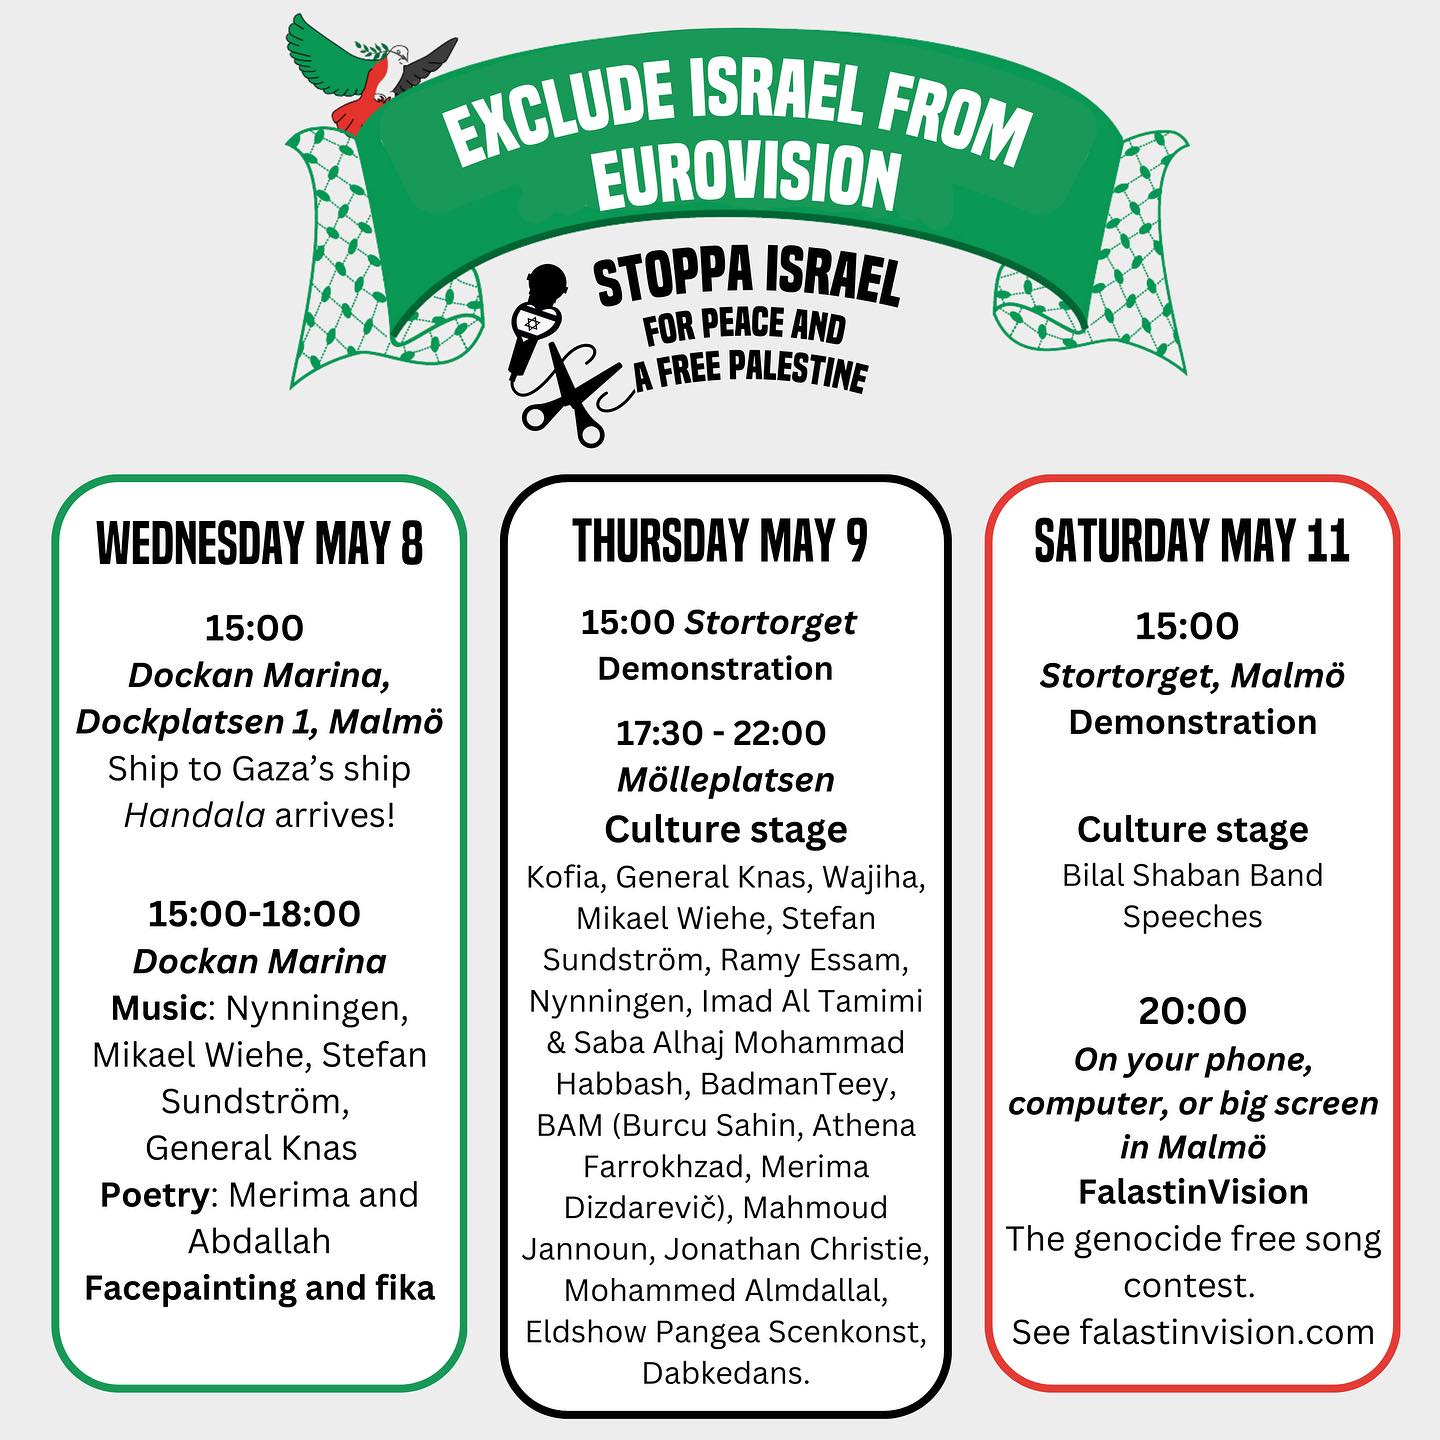 EXCLUDE ISRAEL FROM
EUROVISION
STOPPA ISRAEL
FOR PEACE AND
A FREE PALESTINE
WEDNESDAY MAY 8
15:00
Dockan Marina,
Dockplatsen 1, Malmö
Ship to Gaza’s ship
Handala arrives!
15:00-18:00
Dockan Marina
Music: Nynningen,
Mikael Wiehe, Stefan
Sundström,
General Knas
Poetry: Merima and
Abdallah
Facepainting and fika
THURSDAY MAY 9
15:00 Stortorget
Demonstration
17:30 - 22:00
Mölleplatsen
Culture stage
Kofia, General Knas, Wajiha,
Mikael Wiehe, Stefan
Sundström, Ramy Essam,
Nynningen, Imad Al Tamimi
& Saba Alhaj Mohammad
Habbash, BadmanTeey,
BAM (Burcu Sahin, Athena
Farrokhzad, Merima
Dizdarevič), Mahmoud
Jannoun, Jonathan Christie,
Mohammed Almdallal,
Eldshow Pangea Scenkonst,
Dabkedans.
SATURDAY MAY 11
15:00
Stortorget, Malmö
Demonstration
Culture stage
Bilal Shaban Band
Speeches
20:00
On your phone,
computer, or big screen
in Malmö
FalastinVision
The genocide free song
contest.
See falastinvision.com